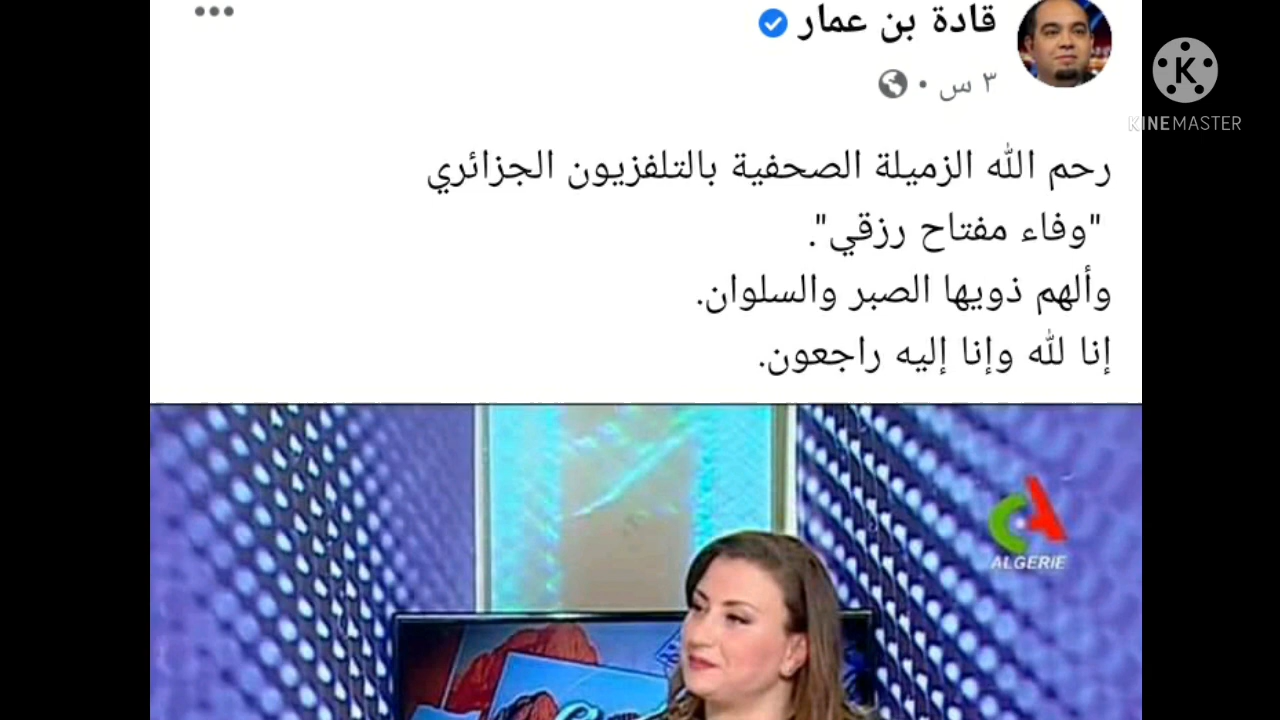 قادة بن عمار
٣ س •
رحم الله الزميلة الصحفية بالتلفزيون الجزائري
"وفاء مفتاح رزقي".
وألهم ذويها الصبر والسلوان.
إنا لله وإنا إليه راجعون.
K
KINEMASTER
ALGERIE